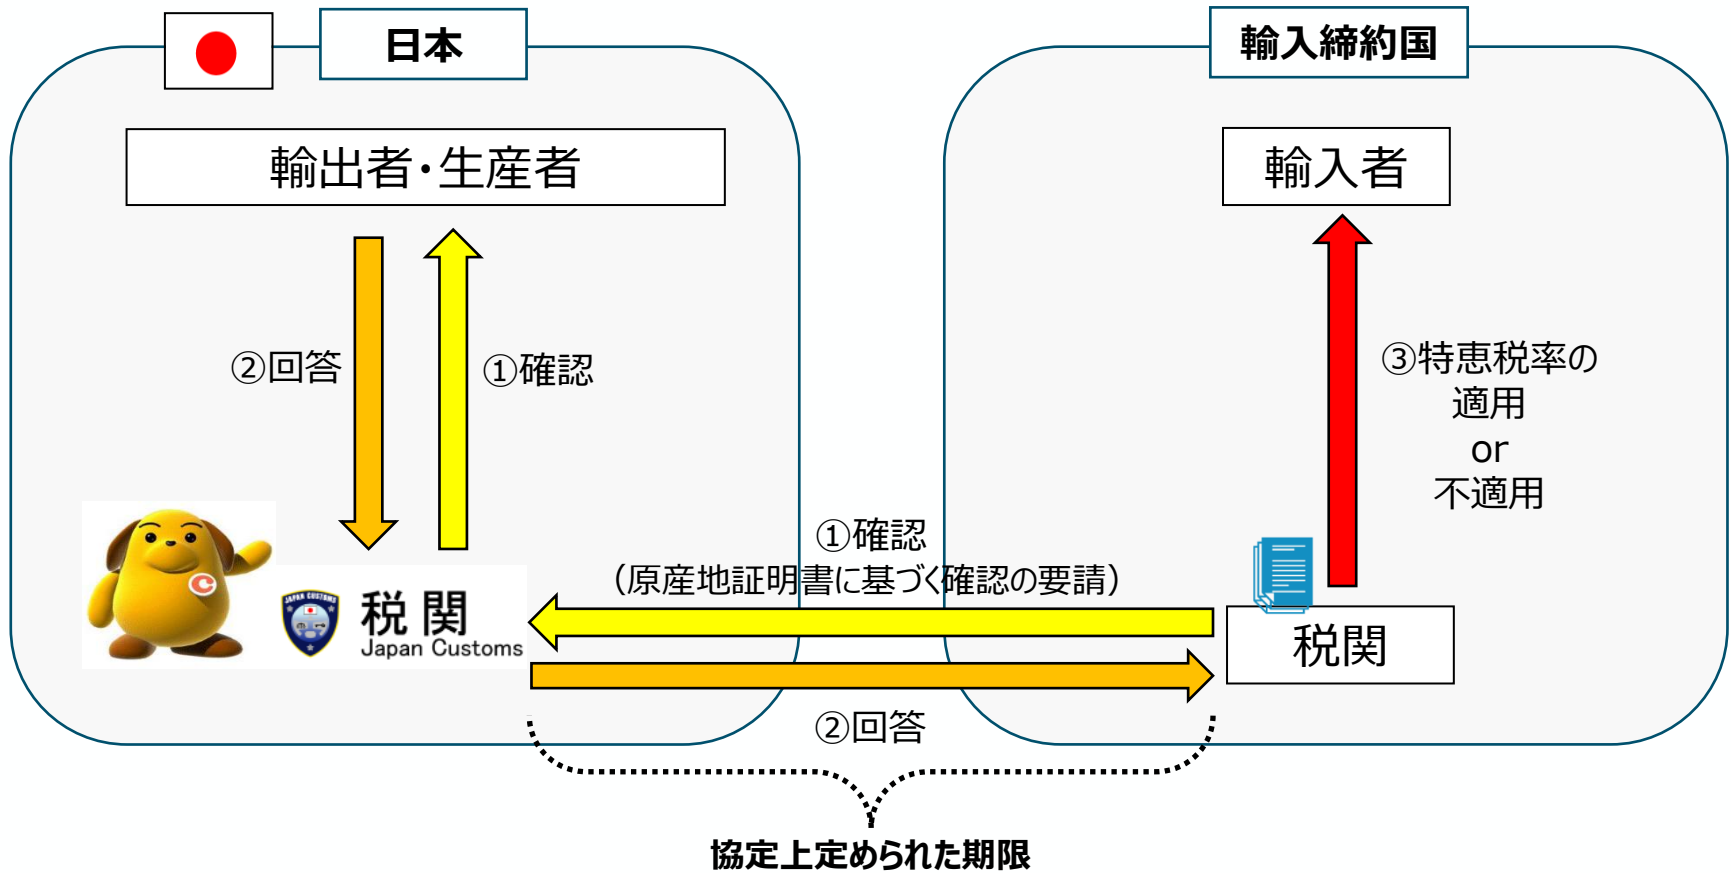 日本
輸入締約国
輸出者・生産者
輸入者
②回答
①確認
③特恵税率の
適用
or
不適用
①確認
（原産地証明書に基づく確認の要請）
JAPAN CUSTOMS
税関
Japan Customs
C
税関
②回答
協定上定められた期限